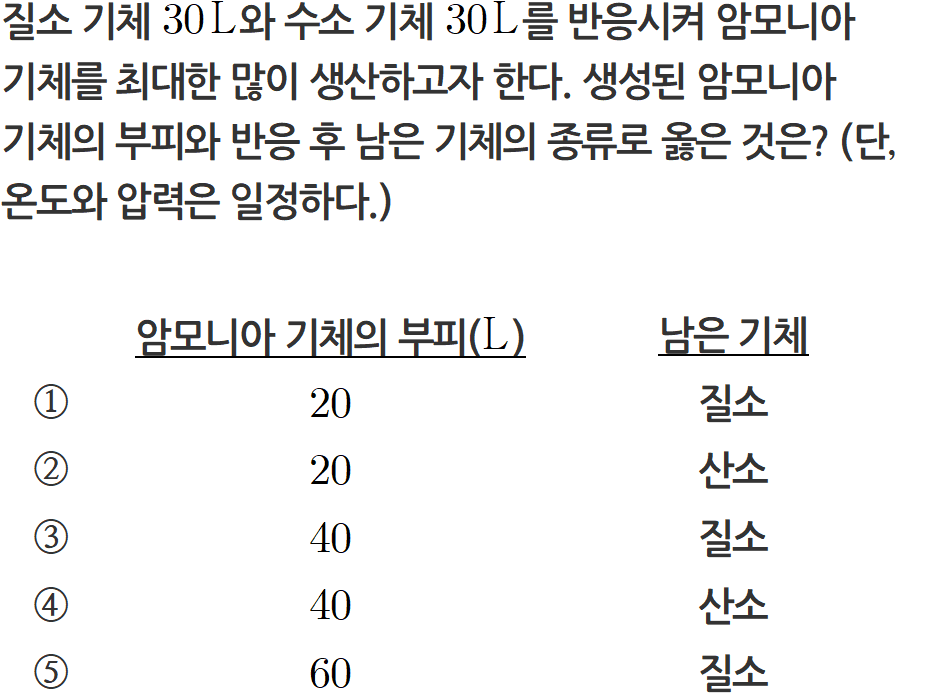 질소 기체 30L와 수소 기체 30L를 반응시켜 암모니아
기체를 최대한 많이 생산하고자 한다. 생성된 암모니아
기체의 부피와 반응 후 남은 기체의 종류로 옳은 것은? (단,
온도와 압력은 일정하다.)
암모니아 기체의 부피(L) 남은 기체
① 20 질소
② 20 산소
③ 40 질소
④ 40 산소
⑤ 60 질소